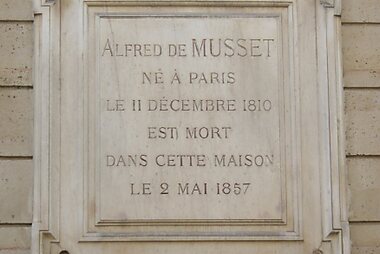 ALFRED DE MUSSET
NÉ À PARIS
LE 11 DÉCEMBRE 1810
EST MORT
DANS CETTE MAISON
LE 2 MAI 1857